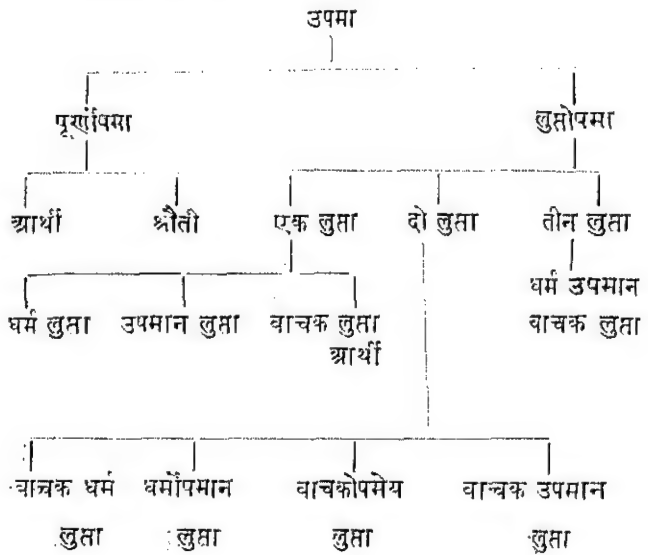 उपमा
पूर्णोपमा लुप्तोपमा
आर्थी श्रौती एक लुप्ता दो लुप्ता तीन लुप्ता
धर्म लुप्ता उपमान लुप्ता वाचक लुप्ता धर्म उपमान
आर्थी वाचक लुप्ता
वाचक धर्म धर्मोपमान वाचकोपमेय वाचक उपमान
लुप्ता लुप्ता लुप्ता लुप्ता